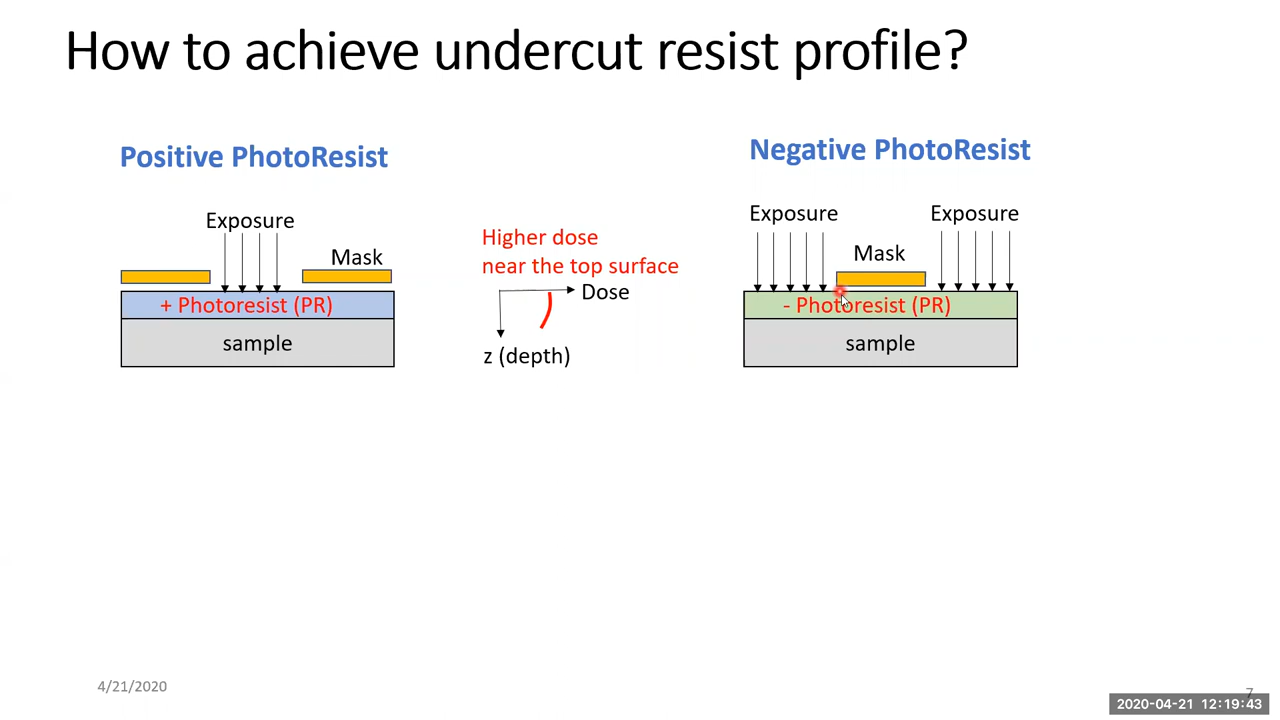 How to achieve undercut resist profile?
Positive PhotoResist
Exposure
Mask
+ Photoresist (PR)
sample
Higher dose
near the top surface
Dose
z (depth)
Negative PhotoResist
Exposure
Exposure
Mask
- Photoresist (PR)
sample
4/21/2020
7
2020-04-21 12:19:43